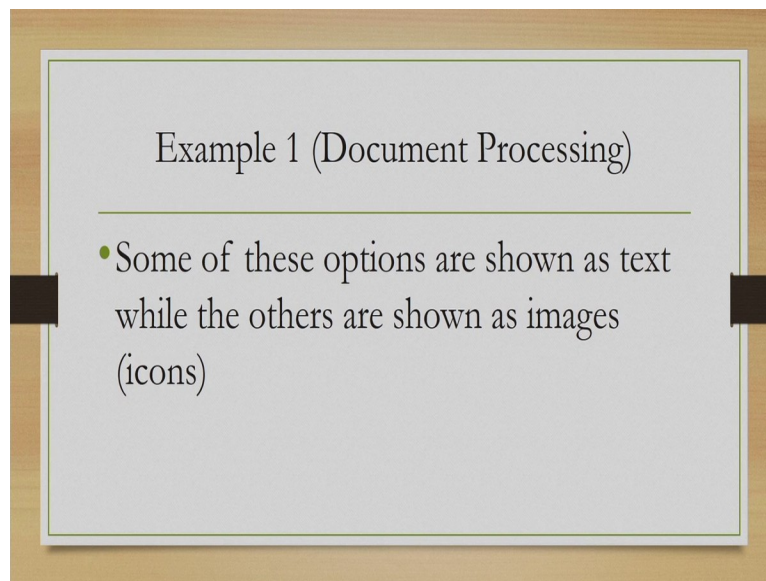 Example 1 (Document Processing)
• Some of these options are shown as text
while the others are shown as images
(icons)